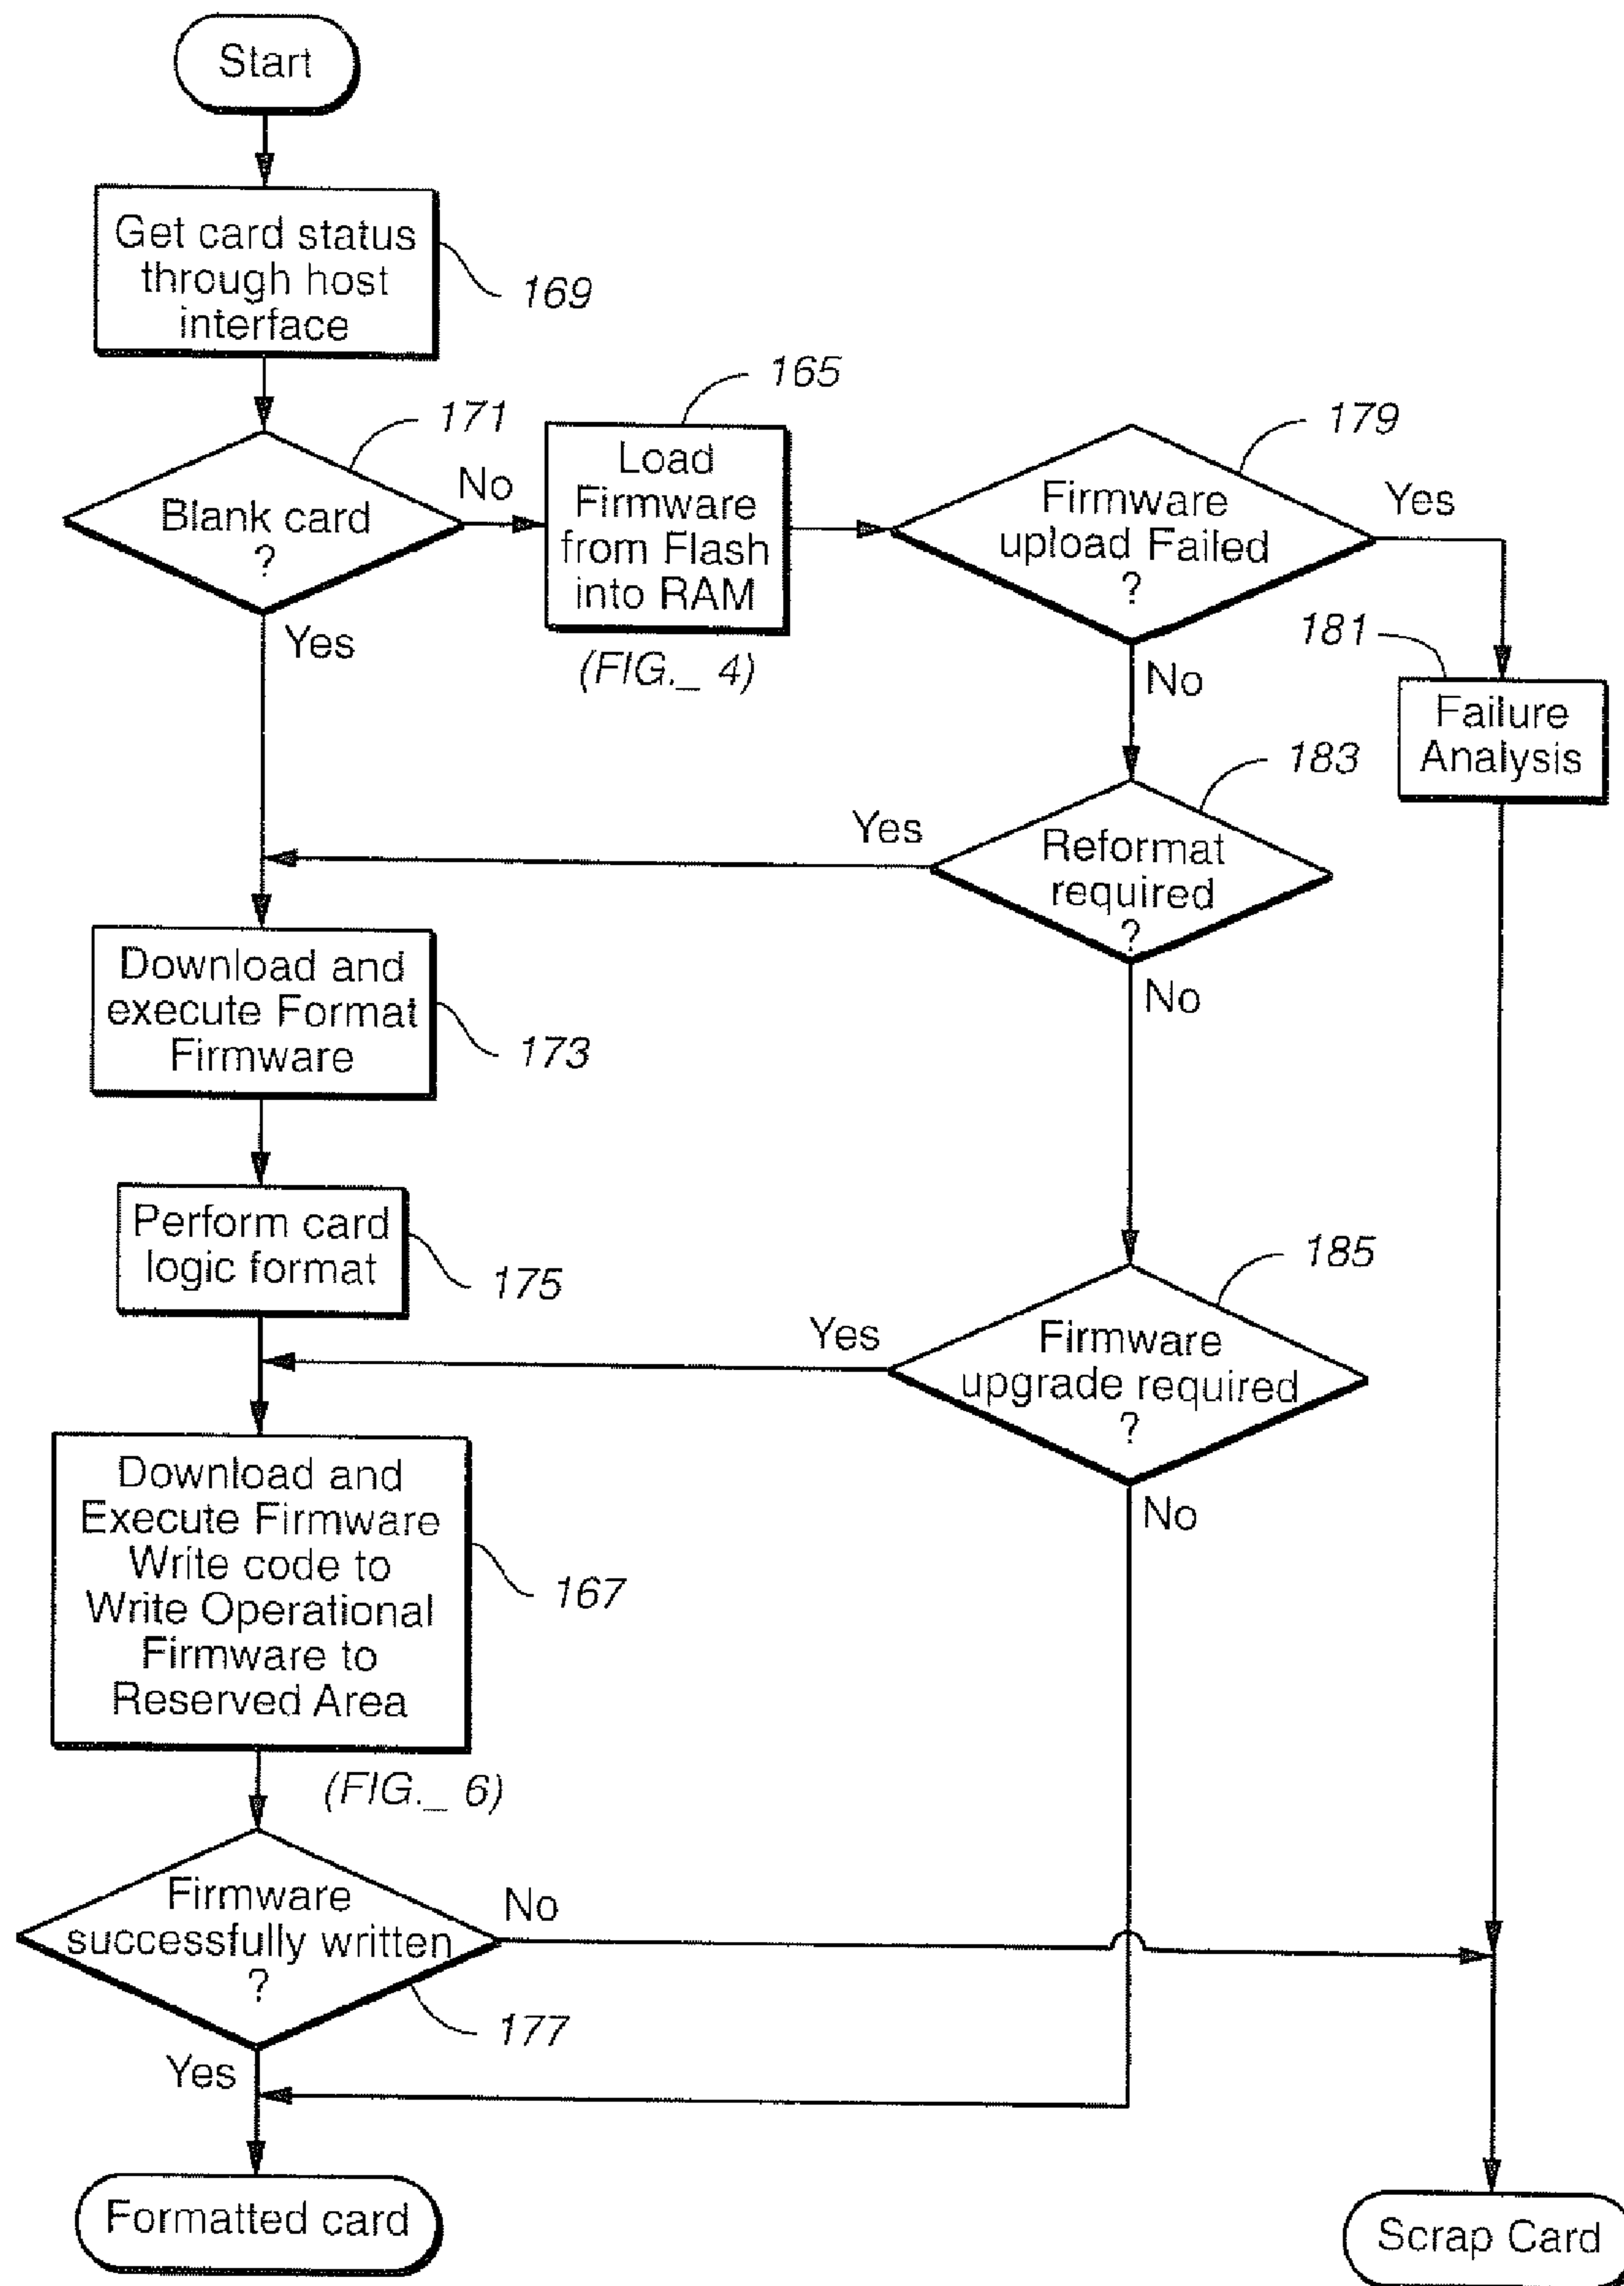 Start
Get card status
through host
interface
169
171
Blank card
?
No
Yes
165
Load
Firmware
from Flash
into RAM
(FIG._ 4)
179
Firmware
upload Failed
?
Yes
No
181
Failure
Analysis
183
Reformat
required
?
Yes
No
Download and
execute Format
Firmware
173
Perform card
logic format
175
185
Firmware
upgrade required
?
Yes
No
Download and
Execute Firmware
Write code to
Write Operational
Firmware to
Reserved Area
167
(FIG._ 6)
Firmware
successfully written
?
No
177
Yes
Formatted card
Scrap Card